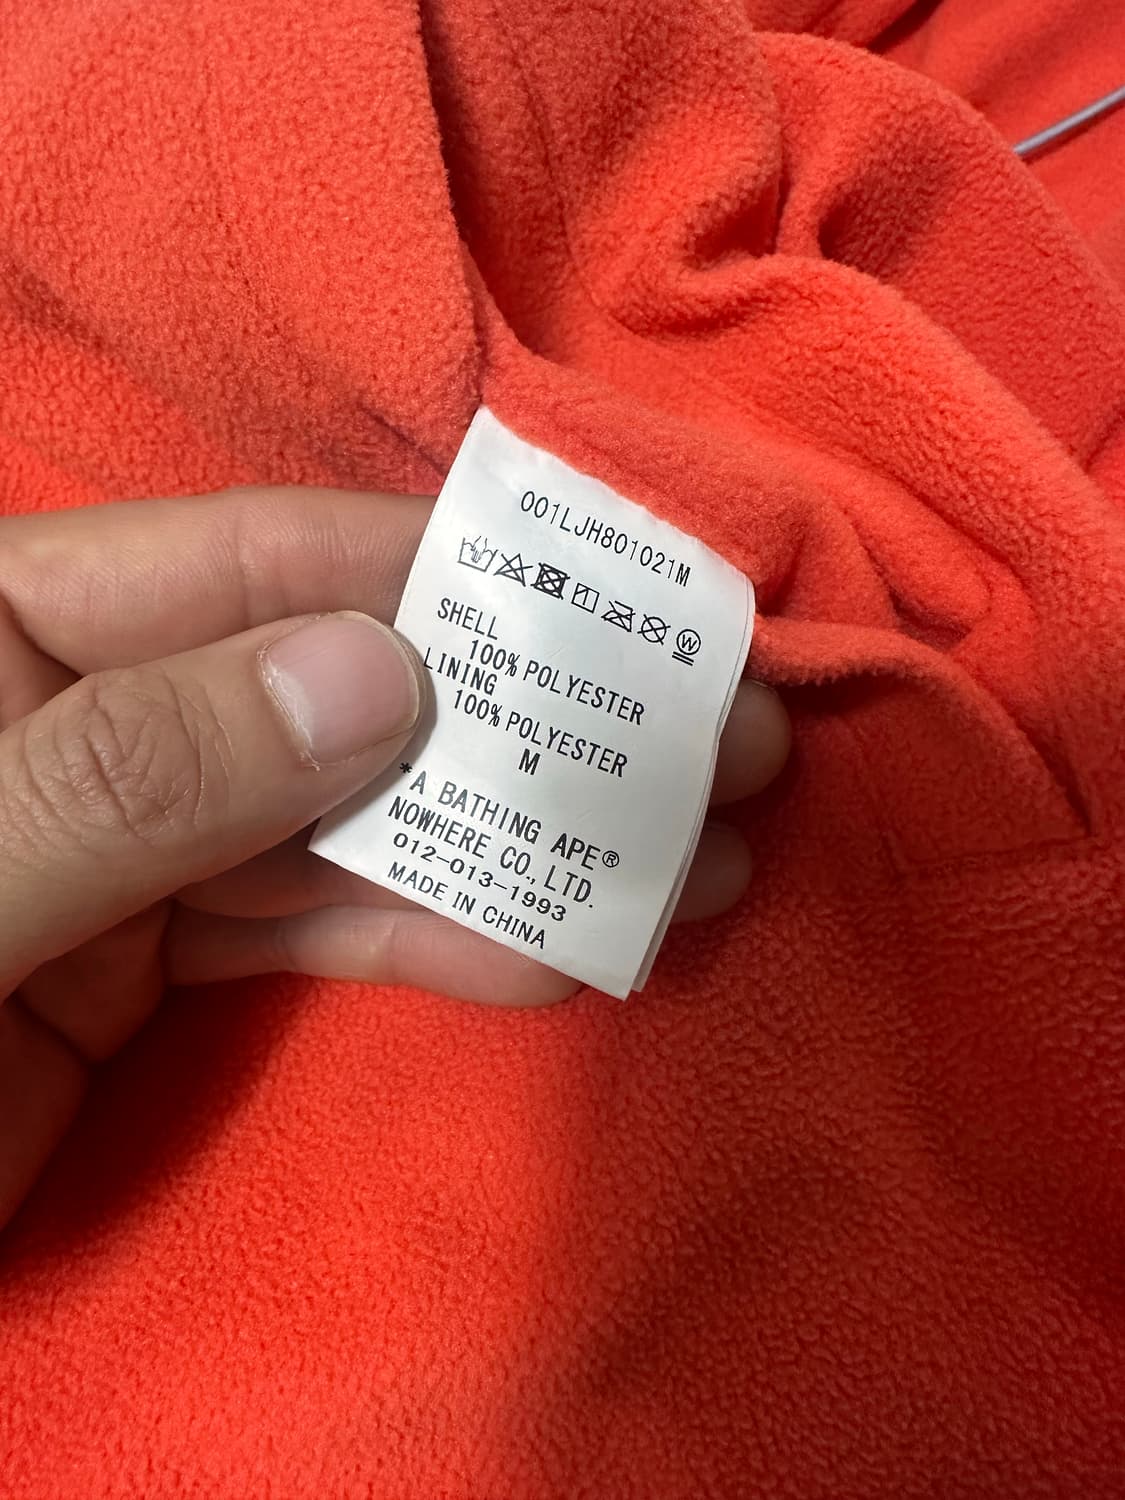 001LJH801021M
W
SHELL
100% POLYESTER
LINING
100% POLYESTER
M
*A BATHING APE®
NOWHERE CO., LTD.
012-013-1993
MADE IN CHINA